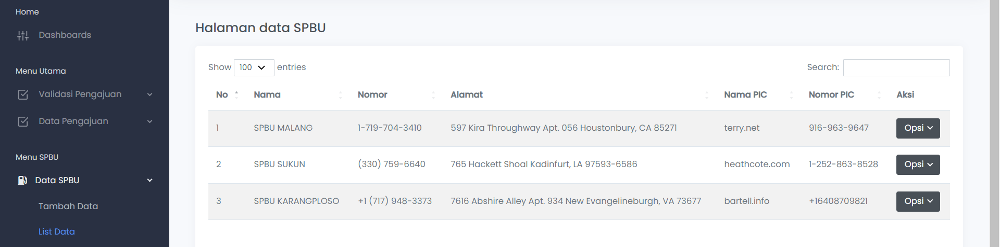 Home
Dashboards
Menu Utama
Validasi Pengajuan
Data Pengajuan
Menu SPBU
Data SPBU
Tambah Data
List Data
Halaman data SPBU
Show 100 entries
Search:
No Nama Nomor Alamat Nama PIC Nomor PIC Aksi
1 SPBU MALANG 1-719-704-3410 597 Kira Throughway Apt. 056 Houstonbury, CA 85271 terry.net 916-963-9647 Opsi
2 SPBU SUKUN (330) 759-6640 765 Hackett Shoal Kadinfurt, LA 97593-6586 heathcote.com 1-252-863-8528 Opsi
3 SPBU KARANGPLOSO +1 (717) 948-3373 7616 Abshire Alley Apt. 934 New Evangelineburgh, VA 73677 bartell.info +16408709821 Opsi